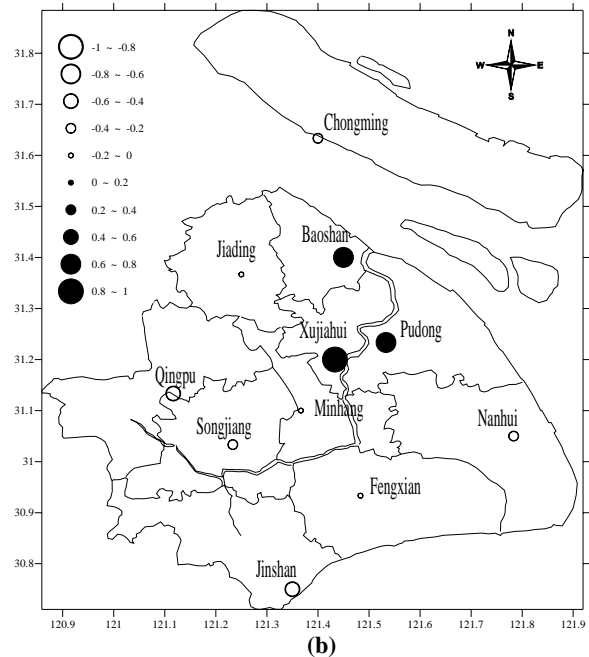 31.8
31.7
31.6
31.5
31.4
31.3
31.2
31.1
31
30.9
30.8
-1 ~ -0.8
-0.8 ~ -0.6
-0.6 ~ -0.4
-0.4 ~ -0.2
-0.2 ~ 0
0 ~ 0.2
0.2 ~ 0.4
0.4 ~ 0.6
0.6 ~ 0.8
0.8 ~ 1
N
W E
S
Chongming
Baoshan
Jiading
Xujiahui Pudong
Qingpu
Minhang
Songjiang
Nanhui
Fengxian
Jinshan
120.9 121 121.1 121.2 121.3 121.4 121.5 121.6 121.7 121.8 121.9
(b)